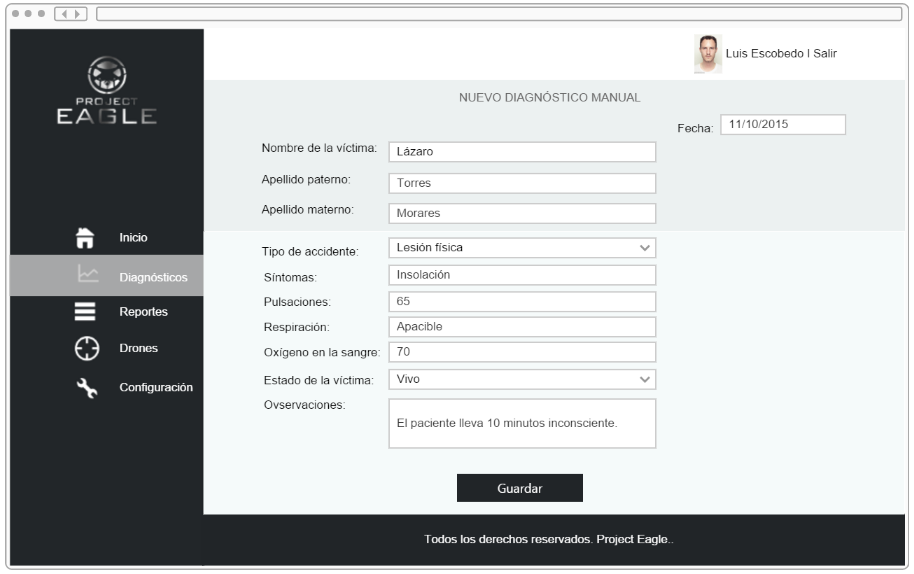 Luis Escobedo I Salir
PROJECT
EAGLE
NUEVO DIAGNÓSTICO MANUAL
Fecha: 11/10/2015
Nombre de la víctima: Lázaro
Apellido paterno: Torres
Apellido materno: Morares
Inicio
Diagnósticos
Reportes
Drones
Configuración
Tipo de accidente: Lesión física
Síntomas: Insolación
Pulsaciones: 65
Respiración: Apacible
Oxígeno en la sangre: 70
Estado de la víctima: Vivo
Ovservaciones:
El paciente lleva 10 minutos inconsciente.
Guardar
Todos los derechos reservados. Project Eagle..